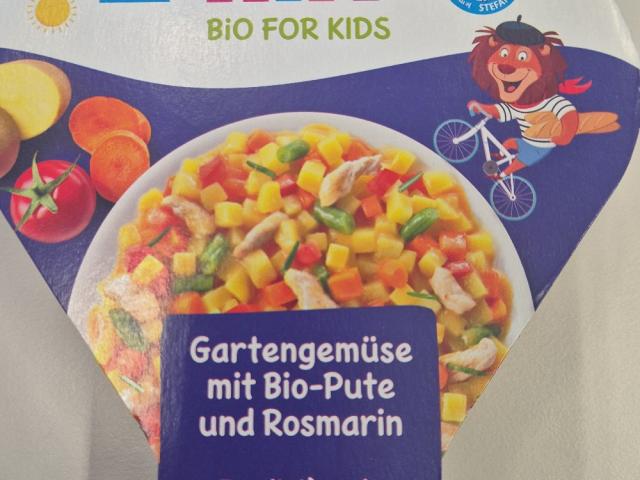 BiO FOR KIDS
Gartengemüse
mit Bio-Pute
und Rosmarin